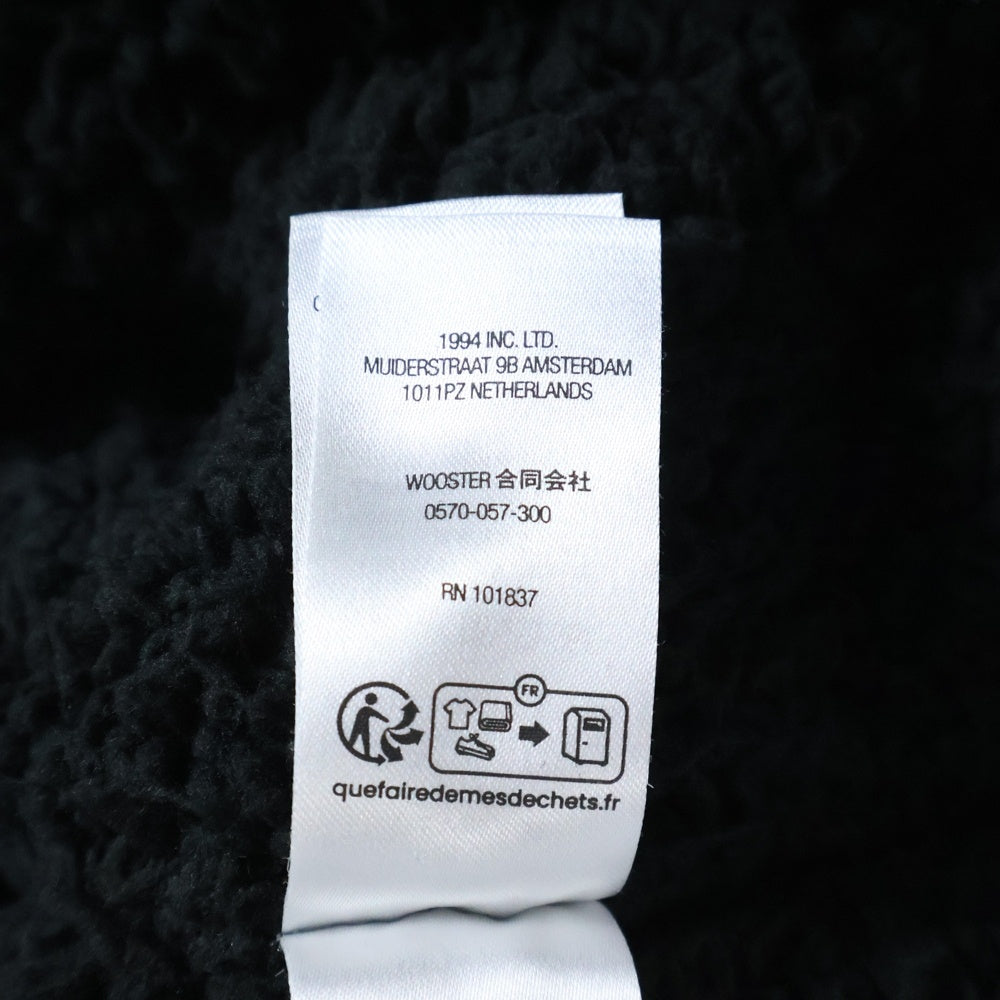 1994 INC. LTD.
MUIDERSTRAAT 9B AMSTERDAM
1011PZ NETHERLANDS
WOOSTER 合同会社
0570-057-300
RN 101837
FR
quefairedemesdechets.fr